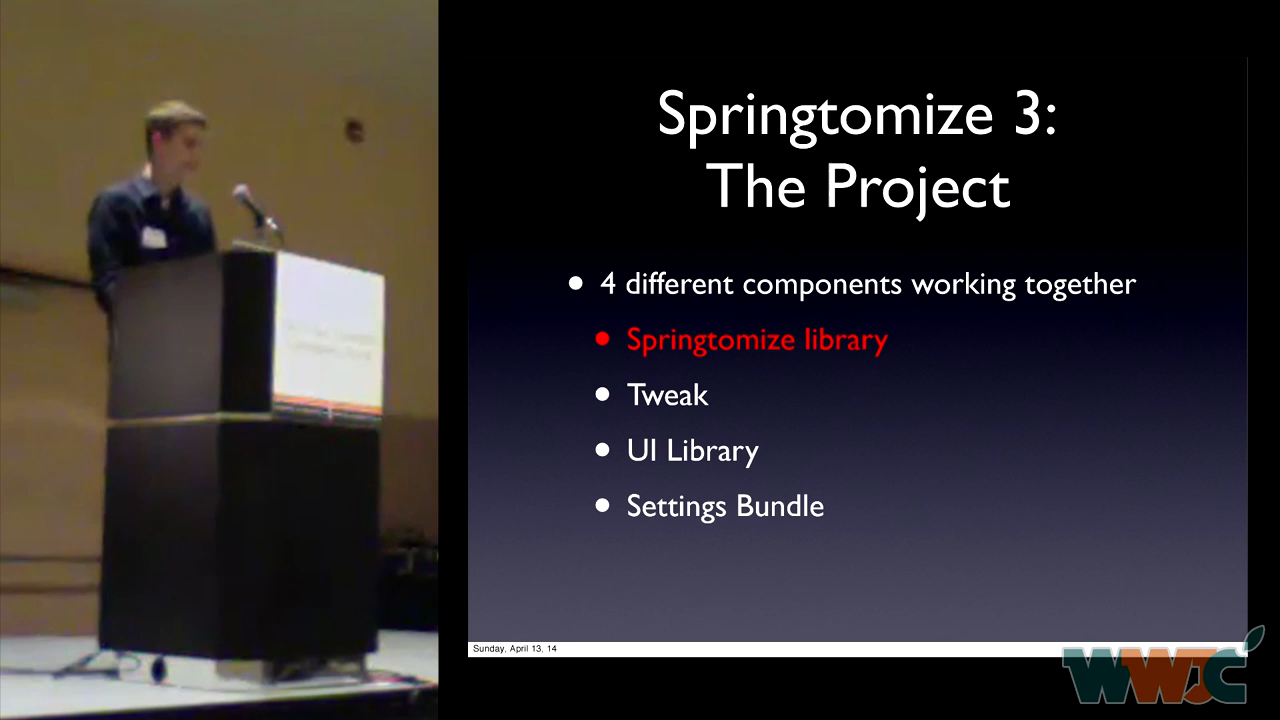 Springtomize 3:
The Project
• 4 different components working together
• Springtomize library
• Tweak
• UI Library
• Settings Bundle
Sunday, April 13, 14
WWJC